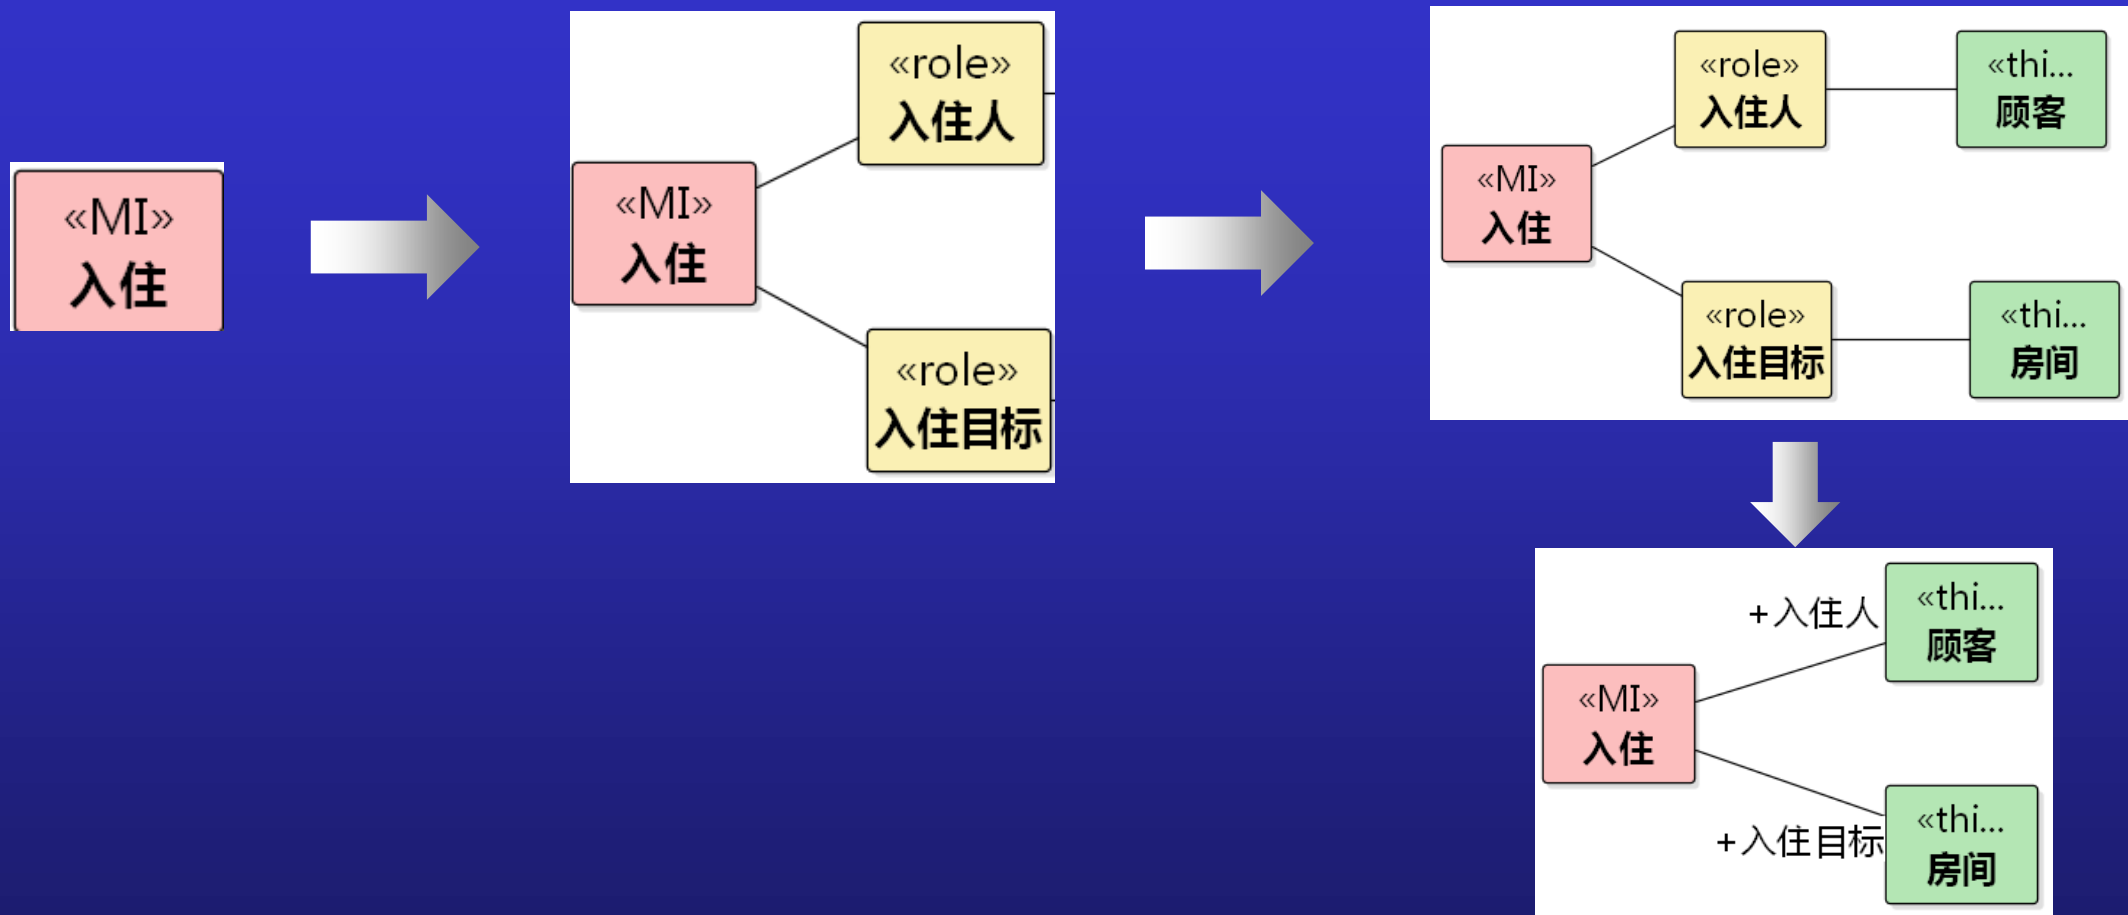 «MI»
入住
«role»
入住人
«MI»
入住
«role»
入住目标
«role»
入住人
«thi...
顾客
«MI»
入住
«role»
入住目标
«thi...
房间
+入住人
«thi...
顾客
«MI»
入住
+入住目标
«thi...
房间